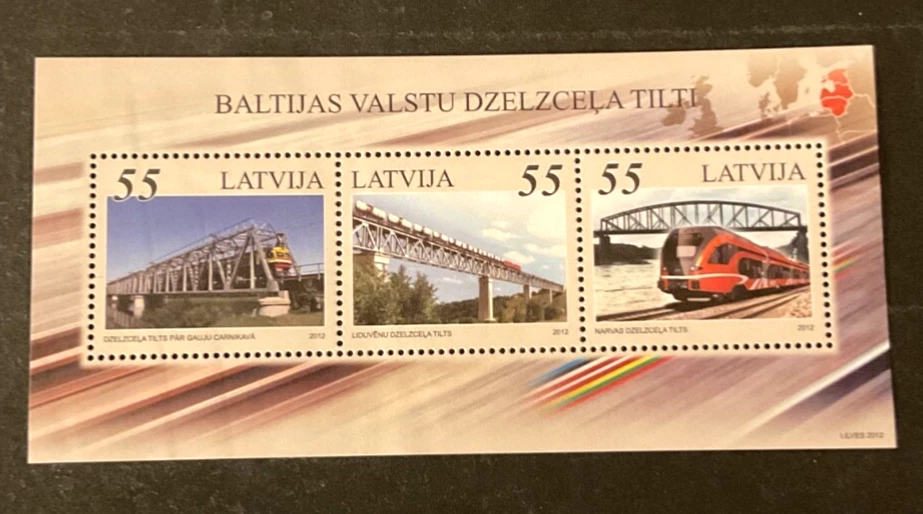 BALTIJAS VALSTU DZELZCEĻA TILTI
55 LATVIJA
DZELZCEĻA TILTS PĀR GAUJU CARNIKAVĀ 2012
LATVIJA 55
LIDUVĒNU DZELZCEĻA TILTS 2012
55 LATVIJA
NARVAS DZELZCEĻA TILTS 2012
I.ILVES 2012